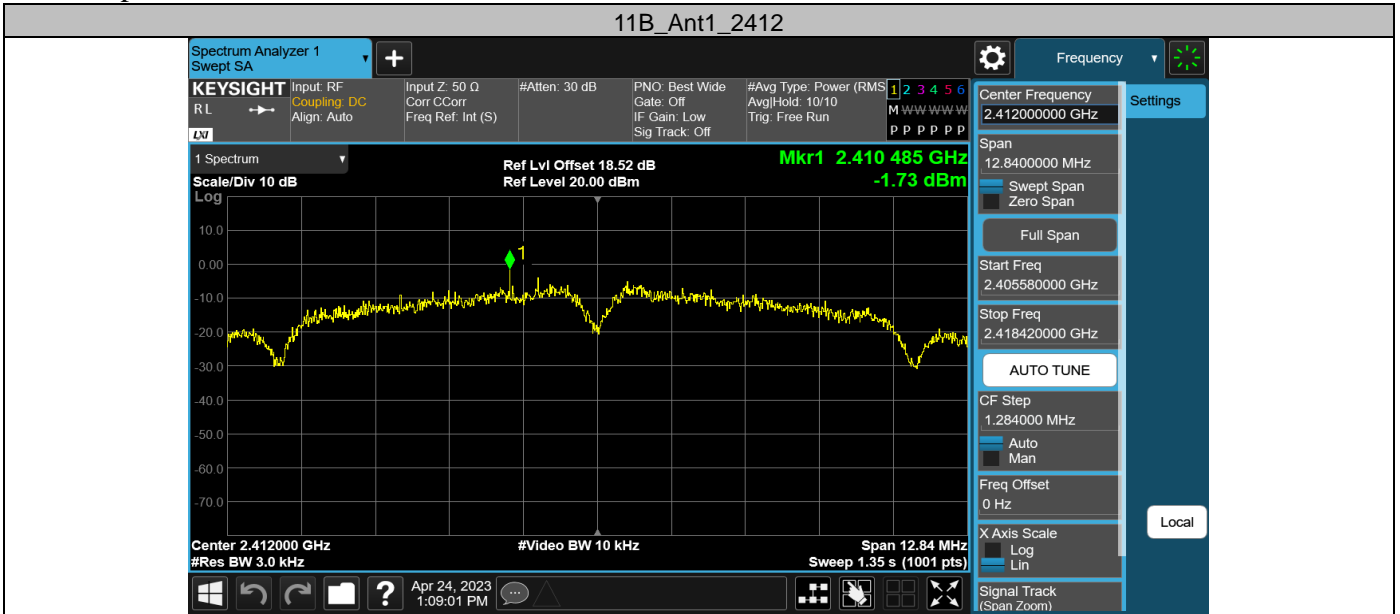 11B_Ant1_2412
Spectrum Analyzer 1
Swept SA
Frequency
KEYSIGHT
RL
LXI
Input: RF
Coupling: DC
Align: Auto
Input Z: 50 Ω
Corr CCorr
Freq Ref: Int (S)
#Atten: 30 dB
PNO: Best Wide
Gate: Off
IF Gain: Low
Sig Track: Off
#Avg Type: Power (RMS
Avg|Hold: 10/10
Trig: Free Run
1 2 3 4 5 6
M W W W W W
P P P P P P
1 Spectrum
Scale/Div 10 dB
Log
Ref Lvl Offset 18.52 dB
Ref Level 20.00 dBm
Mkr1 2.410 485 GHz
-1.73 dBm
1
10.0
0.00
-10.0
-20.0
-30.0
-40.0
-50.0
-60.0
-70.0
Center 2.412000 GHz
#Res BW 3.0 kHz
#Video BW 10 kHz
Span 12.84 MHz
Sweep 1.35 s (1001 pts)
Apr 24, 2023
1:09:01 PM
Center Frequency
2.412000000 GHz
Span
12.8400000 MHz
Swept Span
Zero Span
Full Span
Start Freq
2.405580000 GHz
Stop Freq
2.418420000 GHz
AUTO TUNE
CF Step
1.284000 MHz
Auto
Man
Freq Offset
0 Hz
X Axis Scale
Log
Lin
Signal Track
(Span Zoom)
Settings
Local